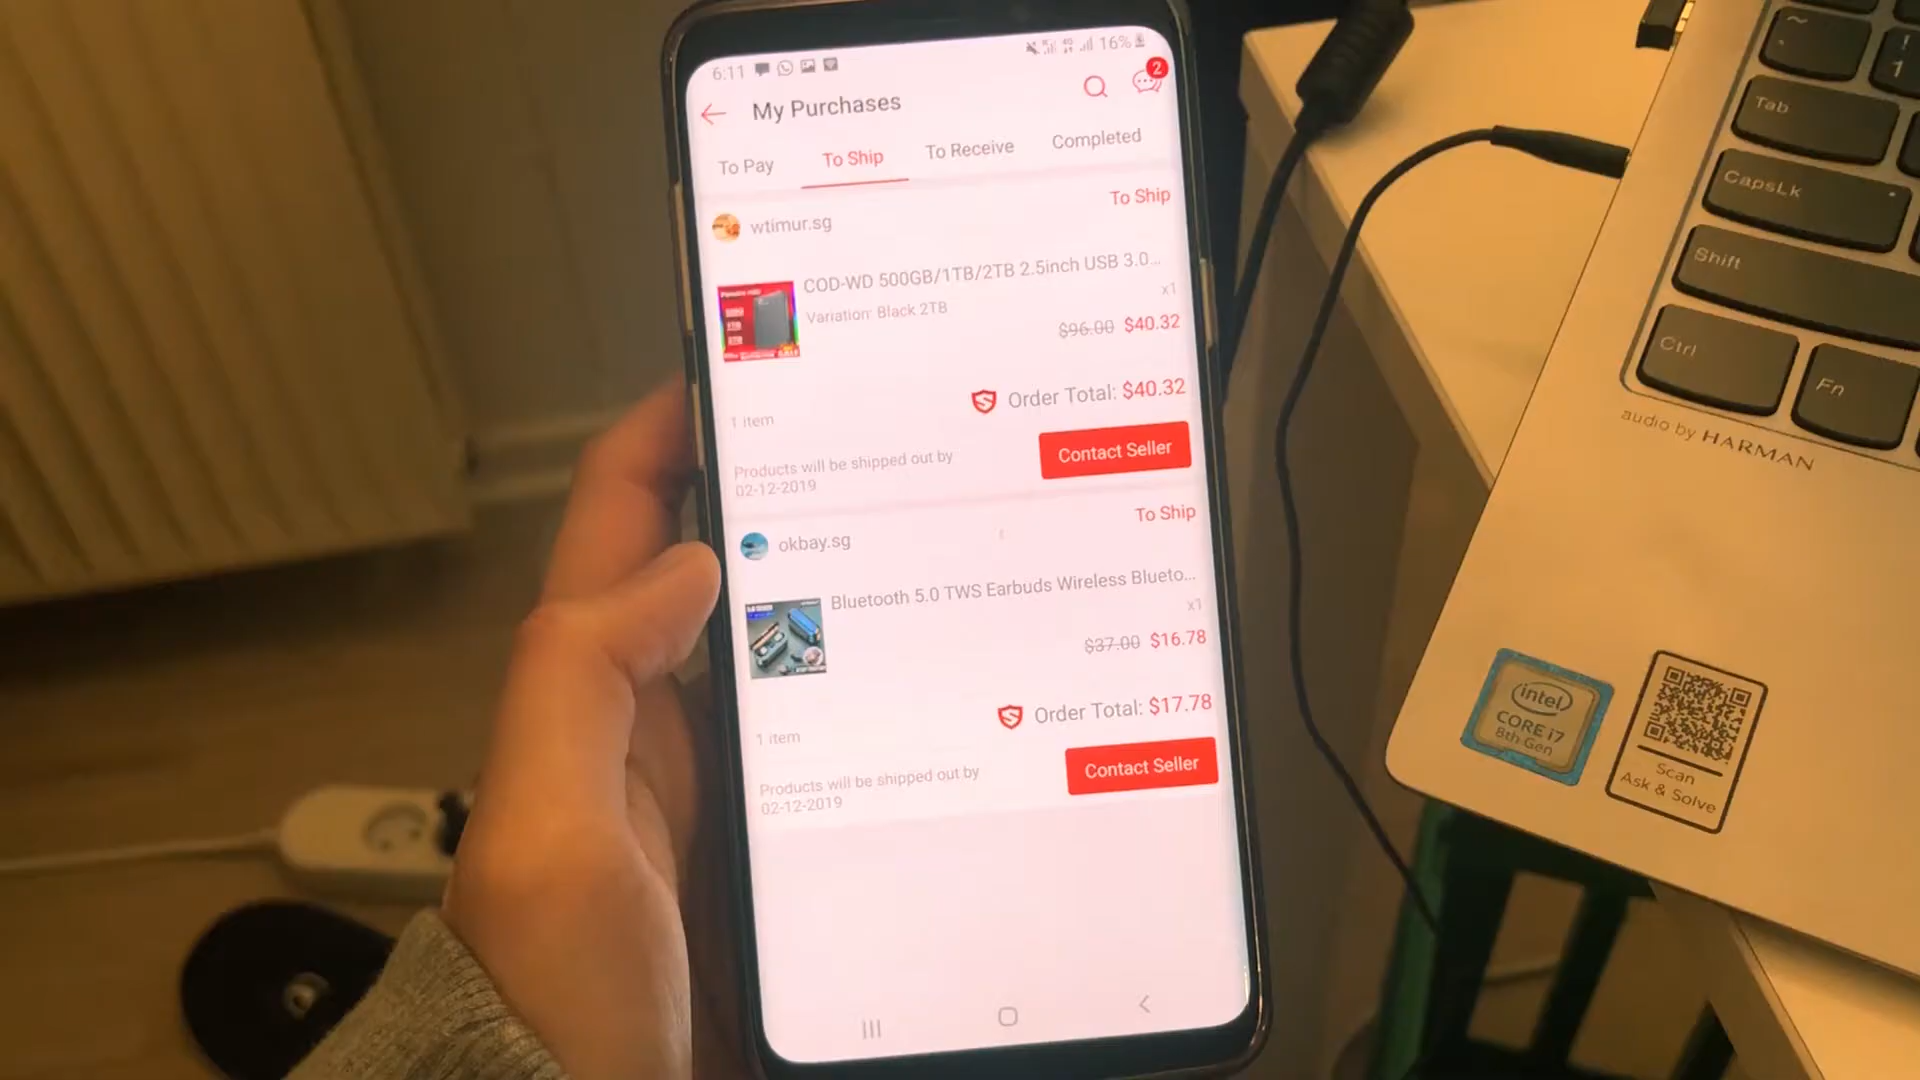 6:11
16%
2
My Purchases
To Pay
To Ship
To Receive
Completed
wtimur.sg
To Ship
COD-WD 500GB/1TB/2TB 2.5inch USB 3.0...
Variation: Black 2TB
x1
$96.00 $40.32
1 item
Order Total: $40.32
Products will be shipped out by
02-12-2019
Contact Seller
okbay.sg
To Ship
Bluetooth 5.0 TWS Earbuds Wireless Blueto...
x1
$37.00 $16.78
1 item
Order Total: $17.78
Products will be shipped out by
02-12-2019
Contact Seller
~
!
1
Tab
CapsLk
Shift
Ctrl
Fn
audio by HARMAN
intel
CORE i7
8th Gen
Scan
Ask & Solve